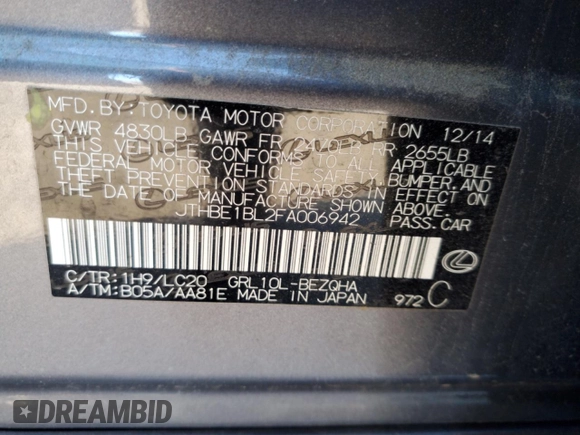 MFD. BY: TOYOTA MOTOR CORPORATION 12/14
GVWR 4830LB GAWR FR RR 2655LB
THIS VEHICLE CONFORMS TO ALL APPLICABLE
FEDERAL MOTOR VEHICLE SAFETY, BUMPER, AND
THEFT PREVENTION STANDARDS IN EFFECT ON
THE DATE OF MANUFACTURE SHOWN ABOVE.
JTHBE1BL2FA006942 PASS.CAR
C/TR:1H9/LC20 GRL10L-BEZQHA
A/TM:B05A/AA81E MADE IN JAPAN 972 C
DREAMBID